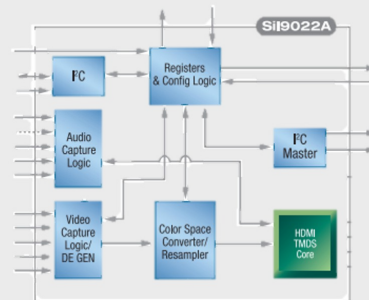 SiI9022A
I²C
Registers
& Config Logic
Audio
Capture
Logic
I²C
Master
Video
Capture
Logic/
DE GEN
Color Space
Converter/
Resampler
HDMI
TMDS
Core